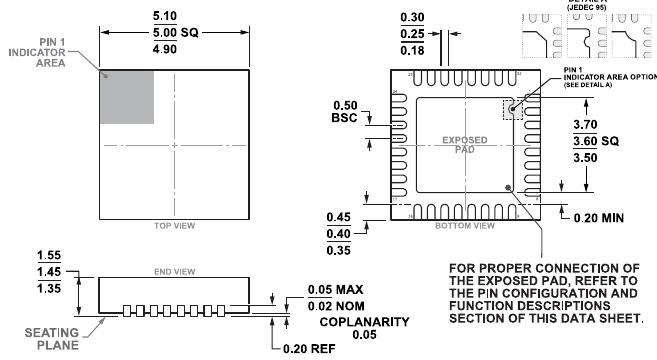 DETAIL A
(JEDEC 95)
5.10
5.00 SQ
4.90
0.30
0.25
0.18
PIN 1
INDICATOR
AREA
PIN 1
INDICATOR AREA OPTION
(SEE DETAIL A)
0.50
BSC
EXPOSED
PAD
3.70
3.60 SQ
3.50
0.45
0.40
0.35
0.20 MIN
TOP VIEW
BOTTOM VIEW
1.55
1.45
1.35
END VIEW
FOR PROPER CONNECTION OF
THE EXPOSED PAD, REFER TO
THE PIN CONFIGURATION AND
FUNCTION DESCRIPTIONS
SECTION OF THIS DATA SHEET.
0.05 MAX
0.02 NOM
COPLANARITY
0.05
0.20 REF
SEATING
PLANE